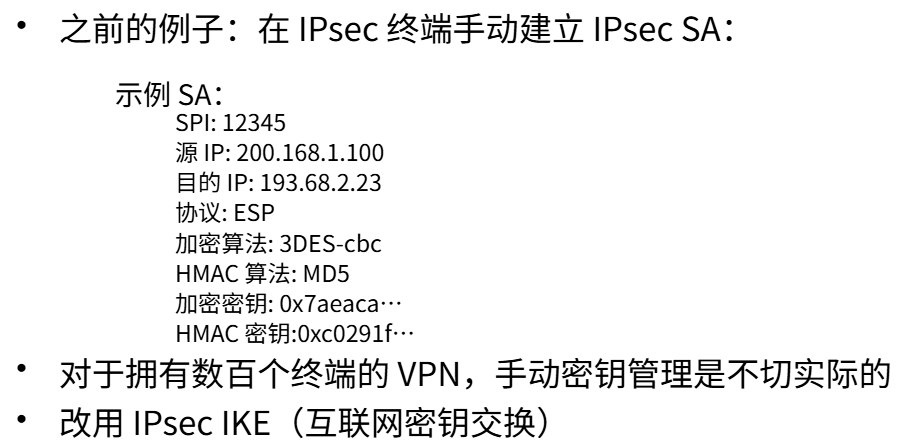 • 之前的例子：在 IPsec 终端手动建立 IPsec SA：
示例 SA：
SPI: 12345
源 IP: 200.168.1.100
目的 IP: 193.68.2.23
协议: ESP
加密算法: 3DES-cbc
HMAC 算法: MD5
加密密钥: 0x7aeaca…
HMAC 密钥:0xc0291f…
• 对于拥有数百个终端的 VPN，手动密钥管理是不切实际的
• 改用 IPsec IKE（互联网密钥交换）